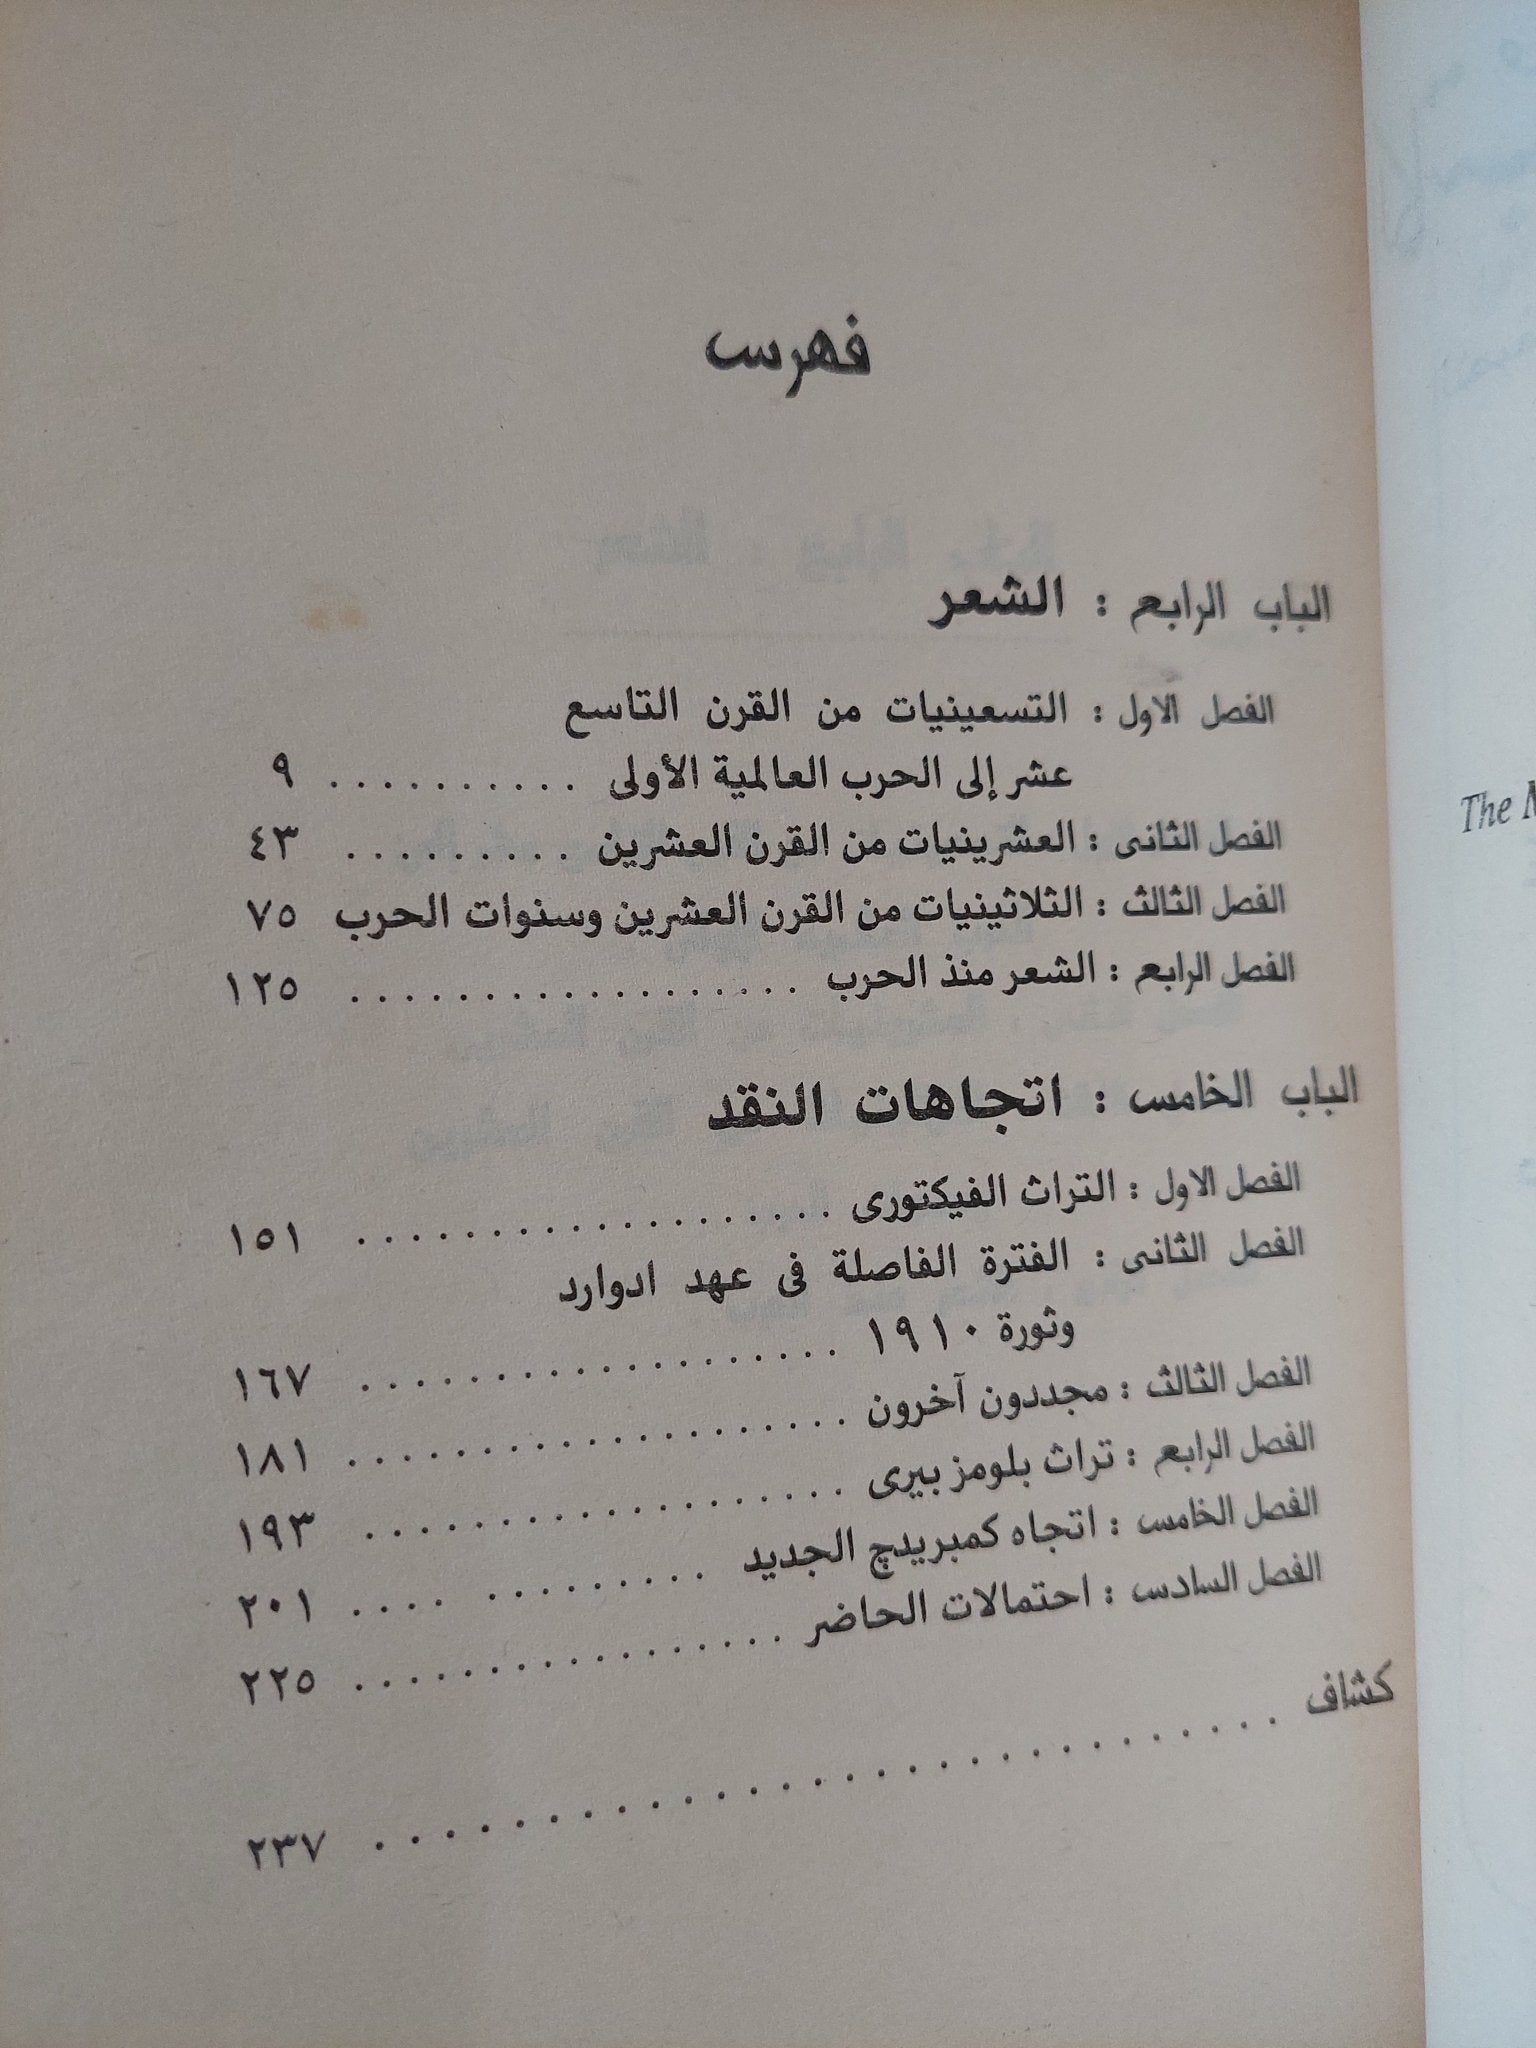 فهرس
الباب الرابع : الشعر
الفصل الاول : التسعينيات من القرن التاسع
عشر إلى الحرب العالمية الأولى . . . . . . . . . . ٩
الفصل الثانى : العشرينيات من القرن العشرين . . . . . . . . . ٤٣
الفصل الثالث : الثلاثينيات من القرن العشرين وسنوات الحرب ٧٥
الفصل الرابع : الشعر منذ الحرب . . . . . . . . . . . . . . . . . ١٢٥
الباب الخامس : اتجاهات النقد
الفصل الاول : التراث الفيكتورى . . . . . . . . . . . . . . . . . . ١٥١
الفصل الثانى : الفترة الفاصلة فى عهد ادوارد
وثورة ١٩١٠ . . . . . . . . . . . . . . . . . . ١٦٧
الفصل الثالث : مجددون آخرون . . . . . . . . . . . . . . . . . . . ١٨١
الفصل الرابع : تراث بلومز بيرى . . . . . . . . . . . . . . . . . . ١٩٣
الفصل الخامس : اتجاه كمبريدچ الجديد . . . . . . . . . . . . . ٢٠١
الفصل السادس : احتمالات الحاضر . . . . . . . . . . . . . . . . . ٢٢٥
كشاف . . . . . . . . . . . . . . . . . . . . . . . . . . ٢٣٧
The